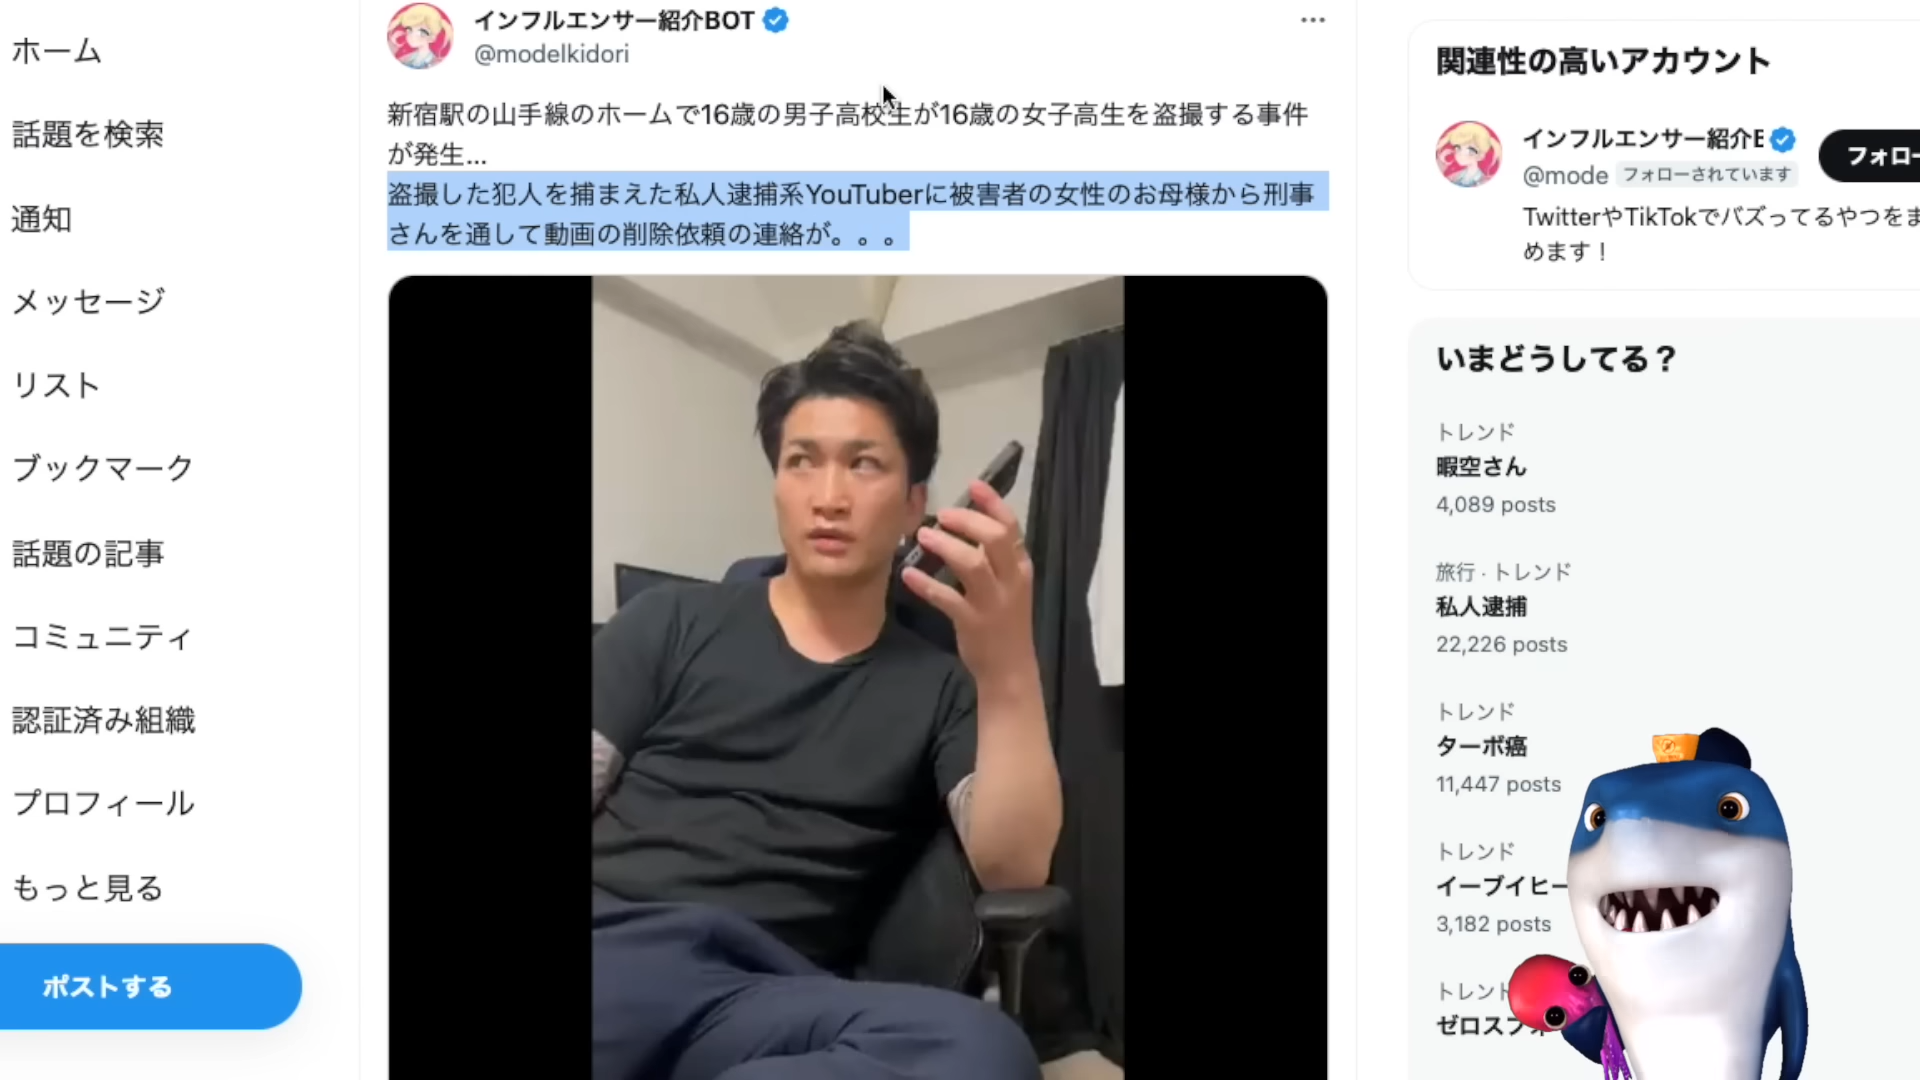 ホーム
話題を検索
通知
メッセージ
リスト
ブックマーク
話題の記事
コミュニティ
認証済み組織
プロフィール
もっと見る
ポストする
インフルエンサー紹介BOT
@modelkidori
新宿駅の山手線のホームで16歳の男子高校生が16歳の女子高生を盗撮する事件
が発生...
盗撮した犯人を捕まえた私人逮捕系YouTuberに被害者の女性のお母様から刑事
さんを通して動画の削除依頼の連絡が。。。
関連性の高いアカウント
インフルエンサー紹介E
@mode フォローされています
フォロー
TwitterやTikTokでバズってるやつをま
めます！
いまどうしてる？
トレンド
暇空さん
4,089 posts
旅行 · トレンド
私人逮捕
22,226 posts
トレンド
ターボ癌
11,447 posts
トレンド
イーブイヒー
3,182 posts
トレンド
ゼロスフォ